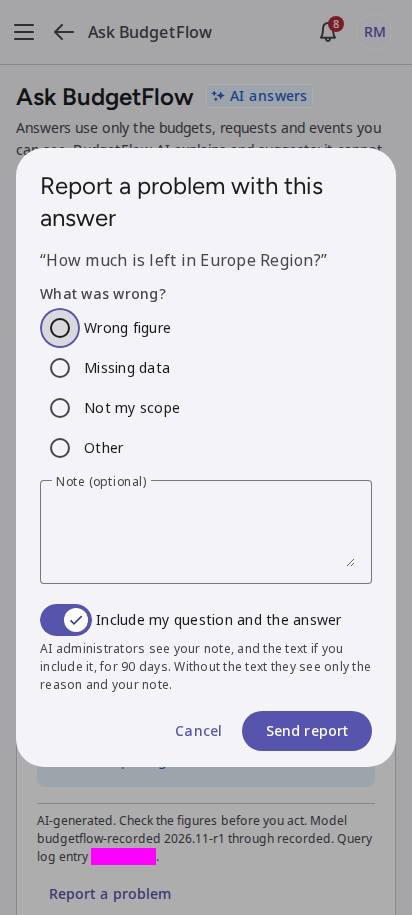 Ask BudgetFlow
8
RM
Ask BudgetFlow
AI answers
Answers use only the budgets, requests and events you
Report a problem with this
answer
“How much is left in Europe Region?”
What was wrong?
Wrong figure
Missing data
Not my scope
Other
Note (optional)
Include my question and the answer
AI administrators see your note, and the text if you
include it, for 90 days. Without the text they see only the
reason and your note.
Cancel
Send report
AI-generated. Check the figures before you act. Model
budgetflow-recorded 2026.11-r1 through recorded. Query
log entry .
Report a problem